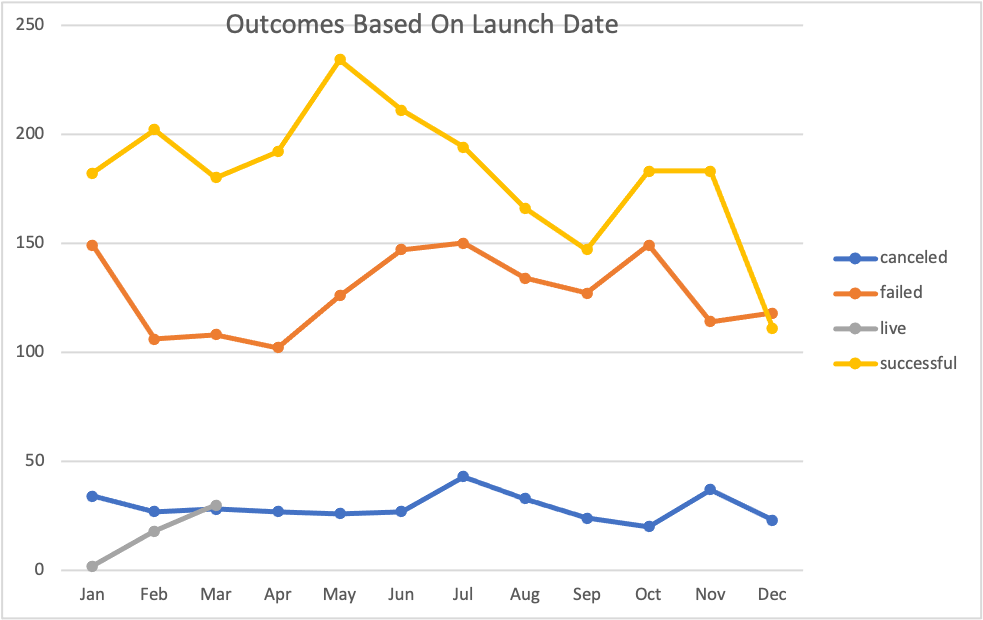 Outcomes Based On Launch Date
250
200
150
100
50
0
Jan Feb Mar Apr May Jun Jul Aug Sep Oct Nov Dec
canceled
failed
live
successful